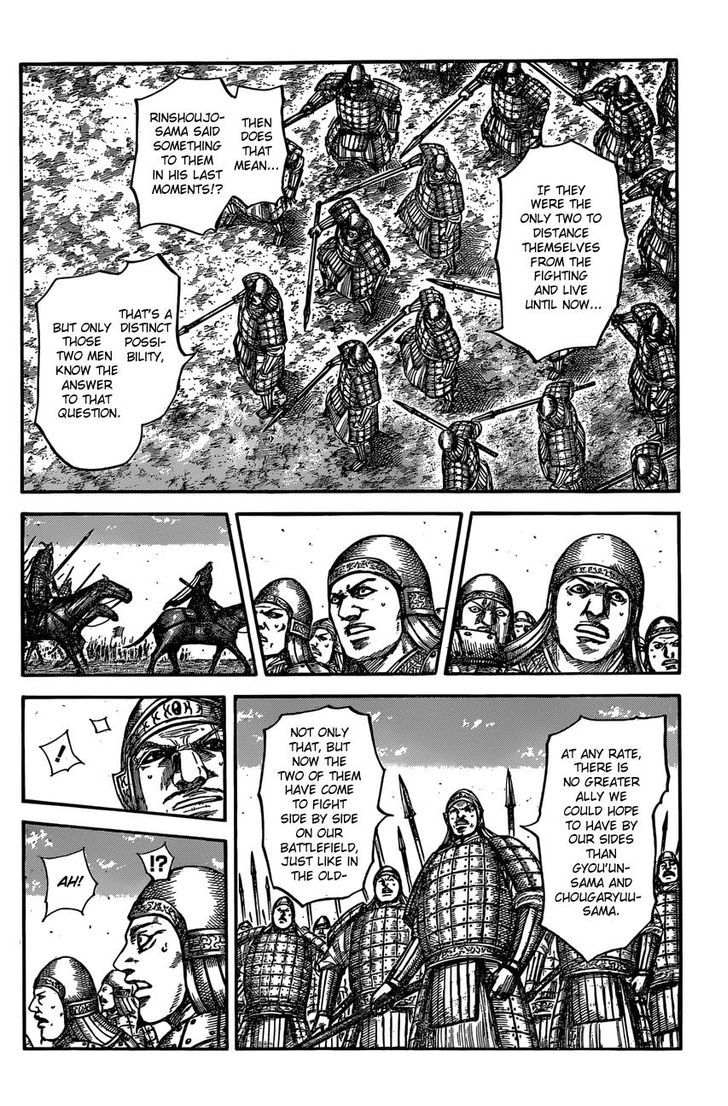 IF THEY
WERE THE
ONLY TWO TO
DISTANCE
THEMSELVES
FROM THE
FIGHTING
AND LIVE
UNTIL NOW...
THEN
DOES
THAT
MEAN...
RINSHOUJO-
SAMA SAID
SOMETHING
TO THEM
IN HIS LAST
MOMENTS!?
THAT'S A
DISTINCT
POSSI-
BILITY,
BUT ONLY
THOSE
TWO MEN
KNOW THE
ANSWER
TO THAT
QUESTION.
AT ANY
RATE,
THERE IS
NO GREATER
ALLY WE
COULD HOPE
TO HAVE BY
OUR SIDES
THAN
GYOU'UN-
SAMA AND
CHOUGARYUU-
SAMA.
NOT ONLY
THAT, BUT
NOW THE
TWO OF THEM
HAVE COME
TO FIGHT
SIDE BY SIDE
ON OUR
BATTLEFIELD,
JUST LIKE IN
THE OLD-
!
!?
AH!